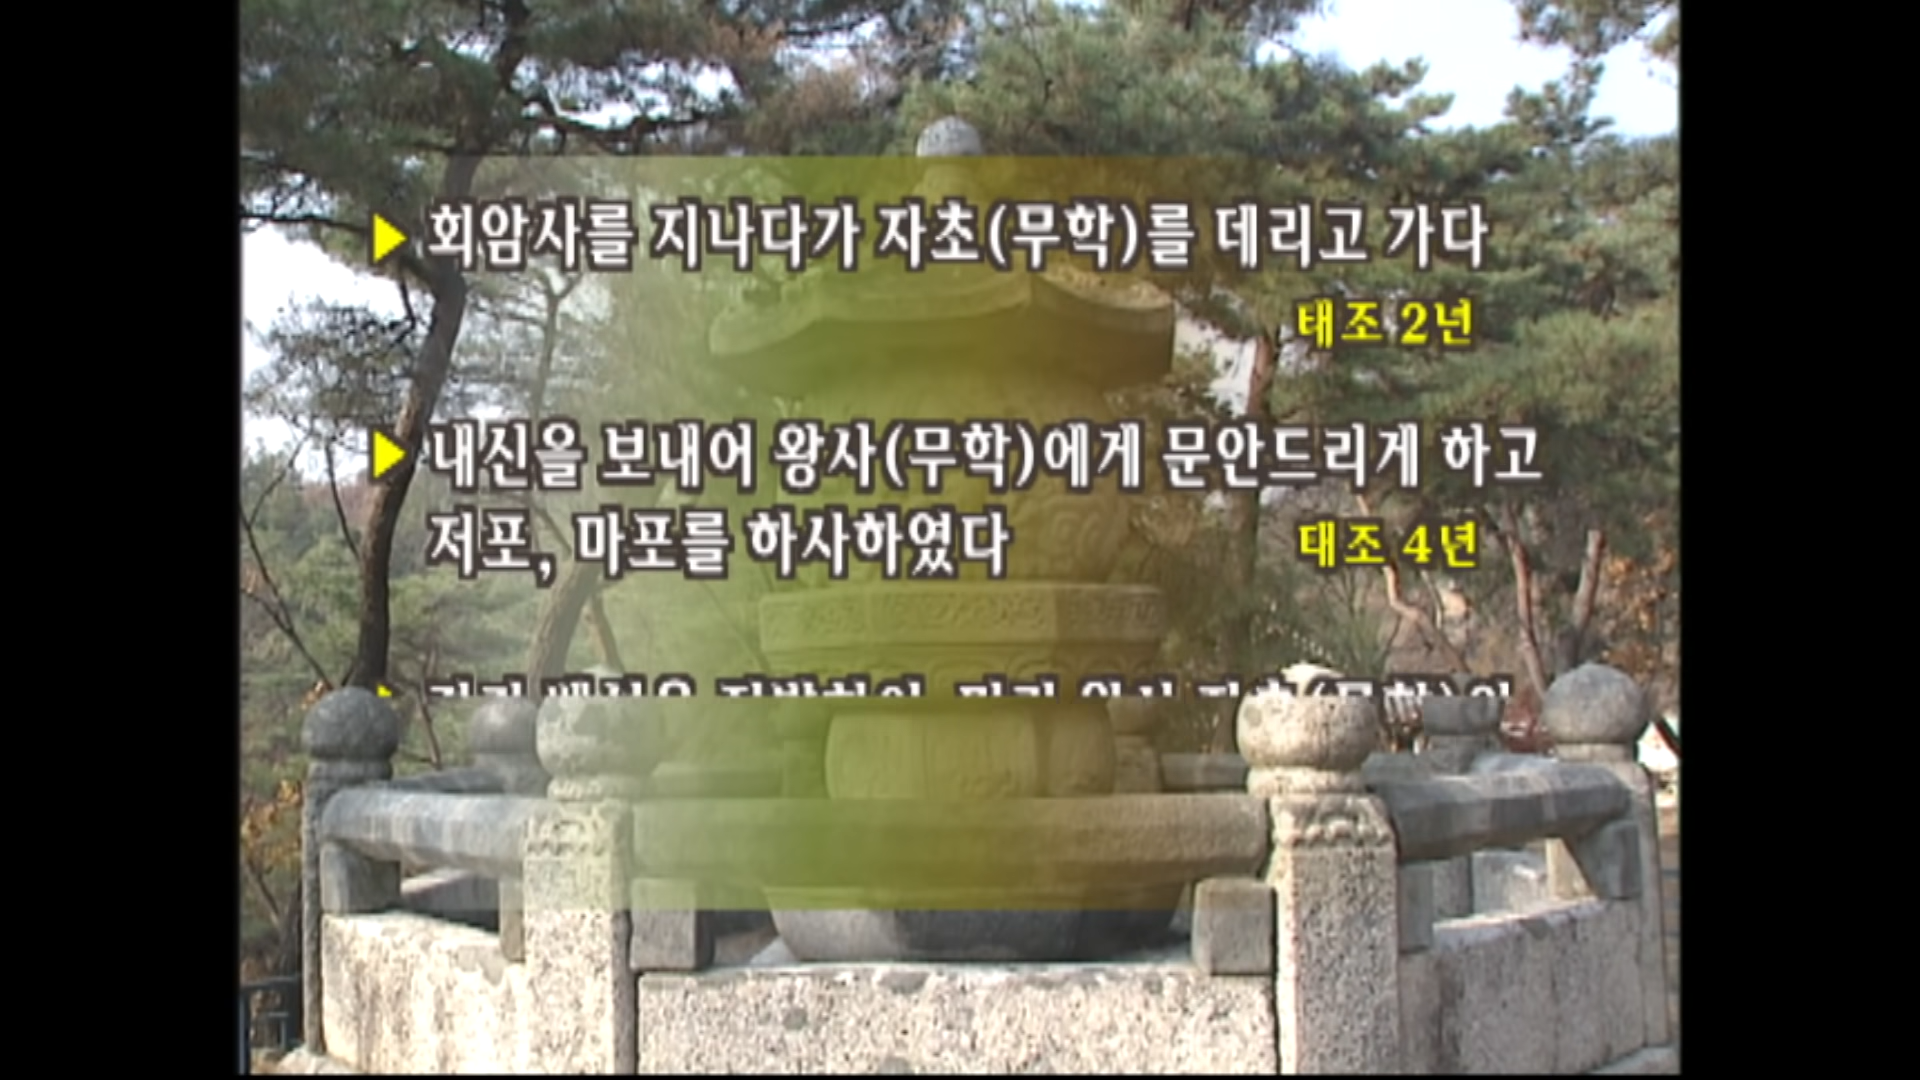 ▶ 회암사를 지나다가 자초(무학)를 데리고 가다
태조 2년
▶ 내신을 보내어 왕사(무학)에게 문안드리게 하고
저포, 마포를 하사하였다
태조 4년